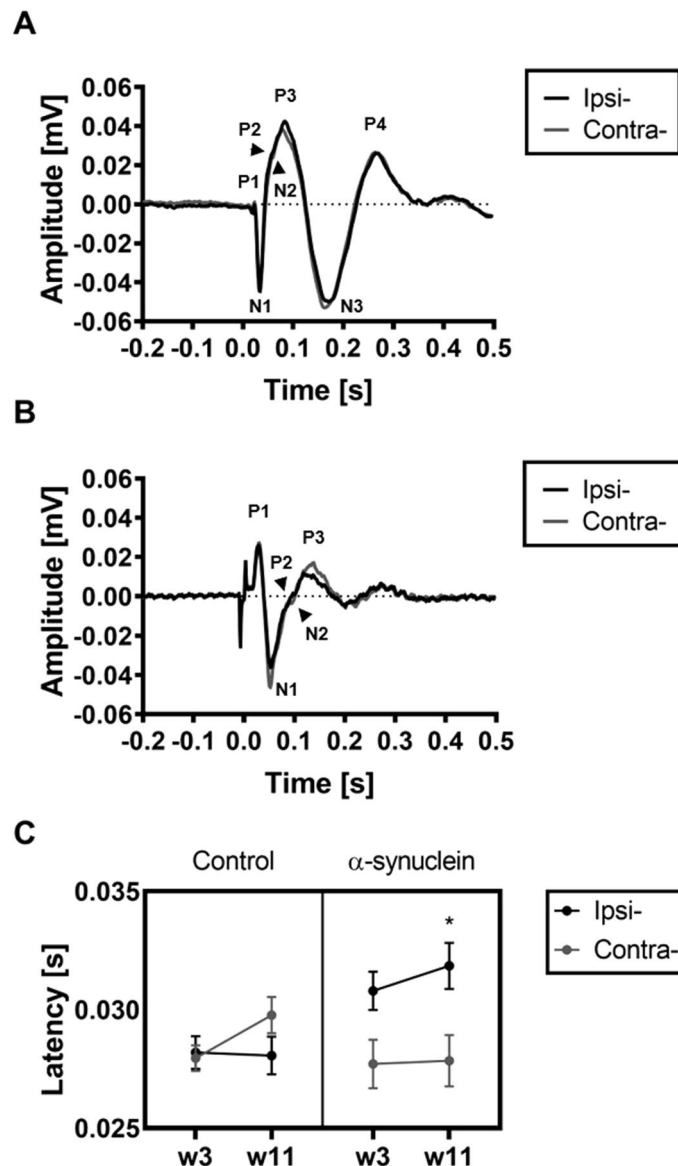 A
P3
P2
P4
P1
N2
N1
N3
Amplitude [mV]
0.06
0.04
0.02
0.00
-0.02
-0.04
-0.06
-0.2 -0.1 0.0 0.1 0.2 0.3 0.4 0.5
Time [s]
Ipsi-
Contra-
B
P1
P3
P2
N2
N1
Amplitude [mV]
0.06
0.04
0.02
0.00
-0.02
-0.04
-0.06
-0.2 -0.1 0.0 0.1 0.2 0.3 0.4 0.5
Time [s]
Ipsi-
Contra-
C
Control
α-synuclein
Latency [s]
0.035
0.030
0.025
*
w3 w11 w3 w11
Ipsi-
Contra-